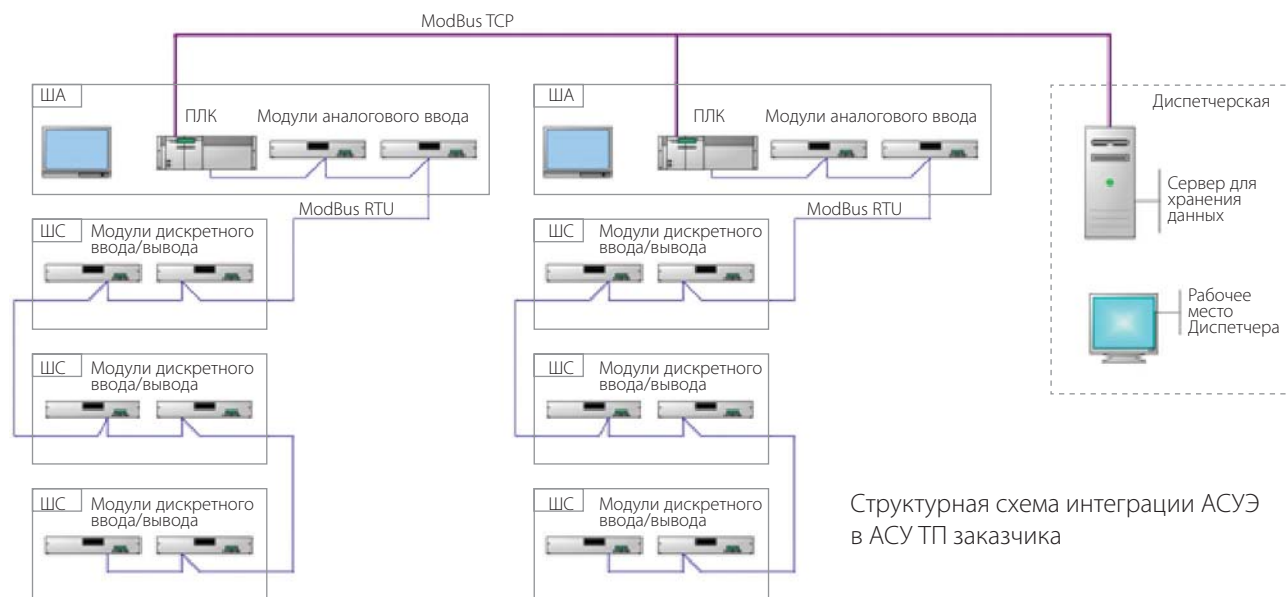 ModBus TCP
ША
ПЛК
Модули аналогового ввода
ModBus RTU
ШС
Модули дискретного
ввода/вывода
ШС
Модули дискретного
ввода/вывода
ШС
Модули дискретного
ввода/вывода
ША
ПЛК
Модули аналогового ввода
ModBus RTU
ШС
Модули дискретного
ввода/вывода
ШС
Модули дискретного
ввода/вывода
ШС
Модули дискретного
ввода/вывода
Диспетчерская
Сервер для
хранения
данных
Рабочее
место
Диспетчера
Структурная схема интеграции АСУЭ
в АСУ ТП заказчика